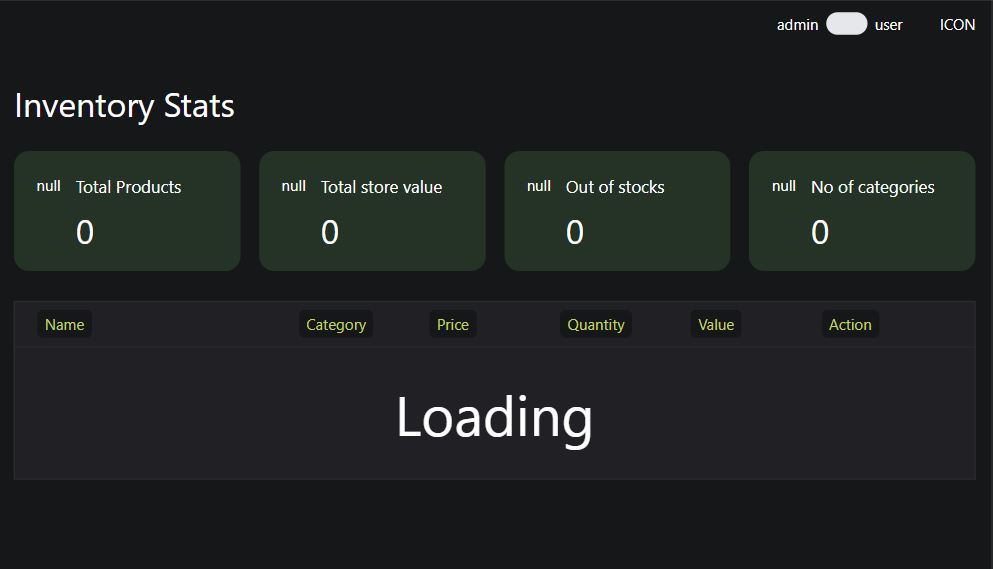 admin user ICON
Inventory Stats
null Total Products null Total store value null Out of stocks null No of categories
0 0 0 0
Name Category Price Quantity Value Action
Loading